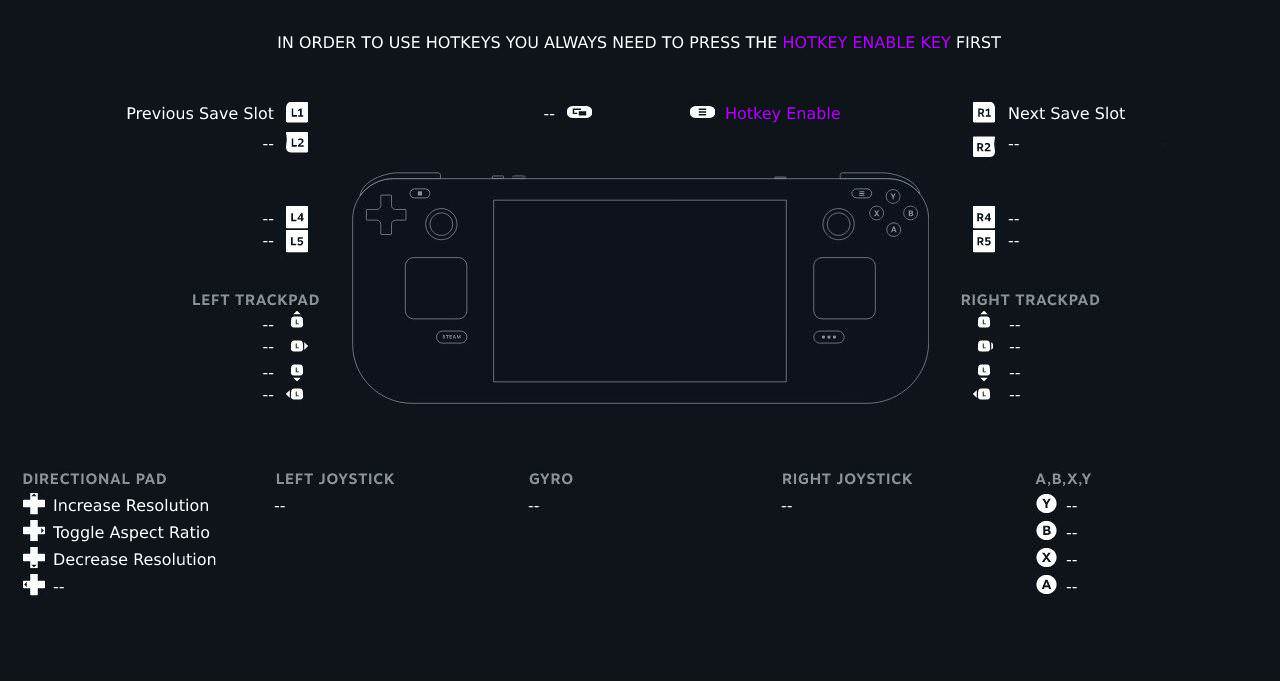 IN ORDER TO USE HOTKEYS YOU ALWAYS NEED TO PRESS THE HOTKEY ENABLE KEY FIRST
Previous Save Slot L1
-- L2
--
Hotkey Enable
R1 Next Save Slot
R2 --
-- L4
-- L5
R4 --
R5 --
Y
X B
A
STEAM
LEFT TRACKPAD
-- L
-- L
-- L
-- L
RIGHT TRACKPAD
L --
L --
L --
L --
DIRECTIONAL PAD
Increase Resolution
Toggle Aspect Ratio
Decrease Resolution
--
LEFT JOYSTICK
--
GYRO
--
RIGHT JOYSTICK
--
A,B,X,Y
Y --
B --
X --
A --